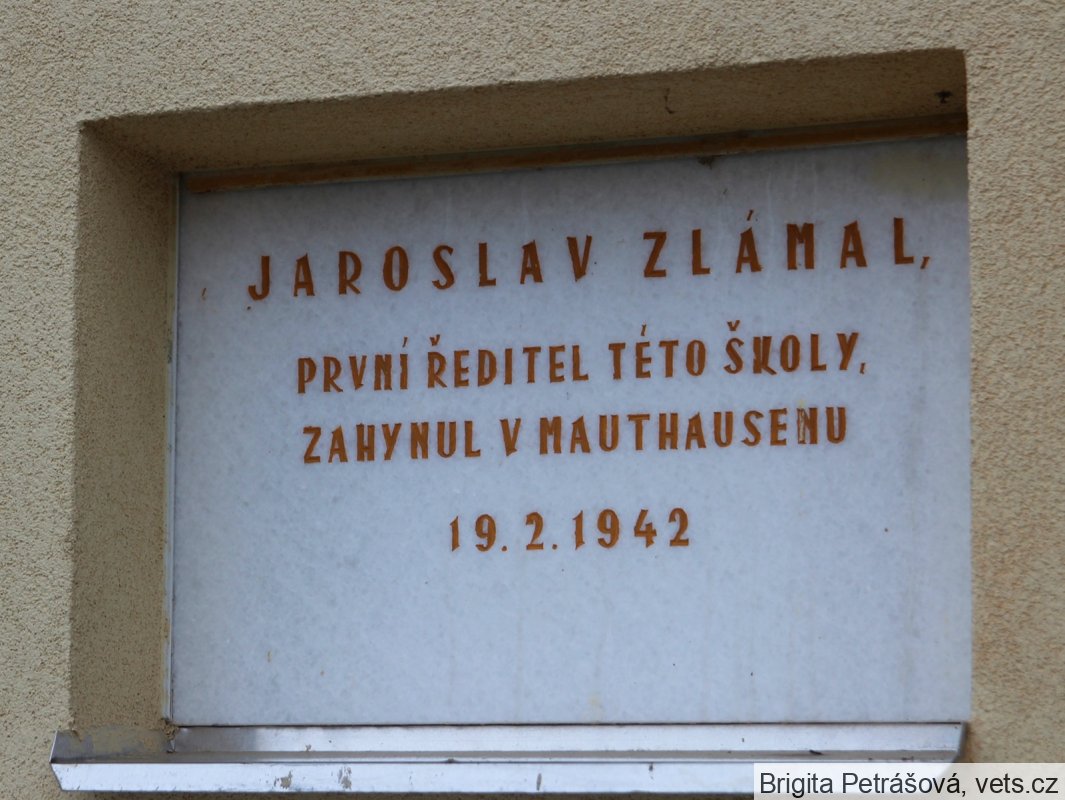 JAROSLAV ZLÁMAL,
PRVNÍ ŘEDITEL TÉTO ŠKOLY,
ZAHYNUL V MAUTHAUSENU
19. 2. 1942
Brigita Petrášová, vets.cz